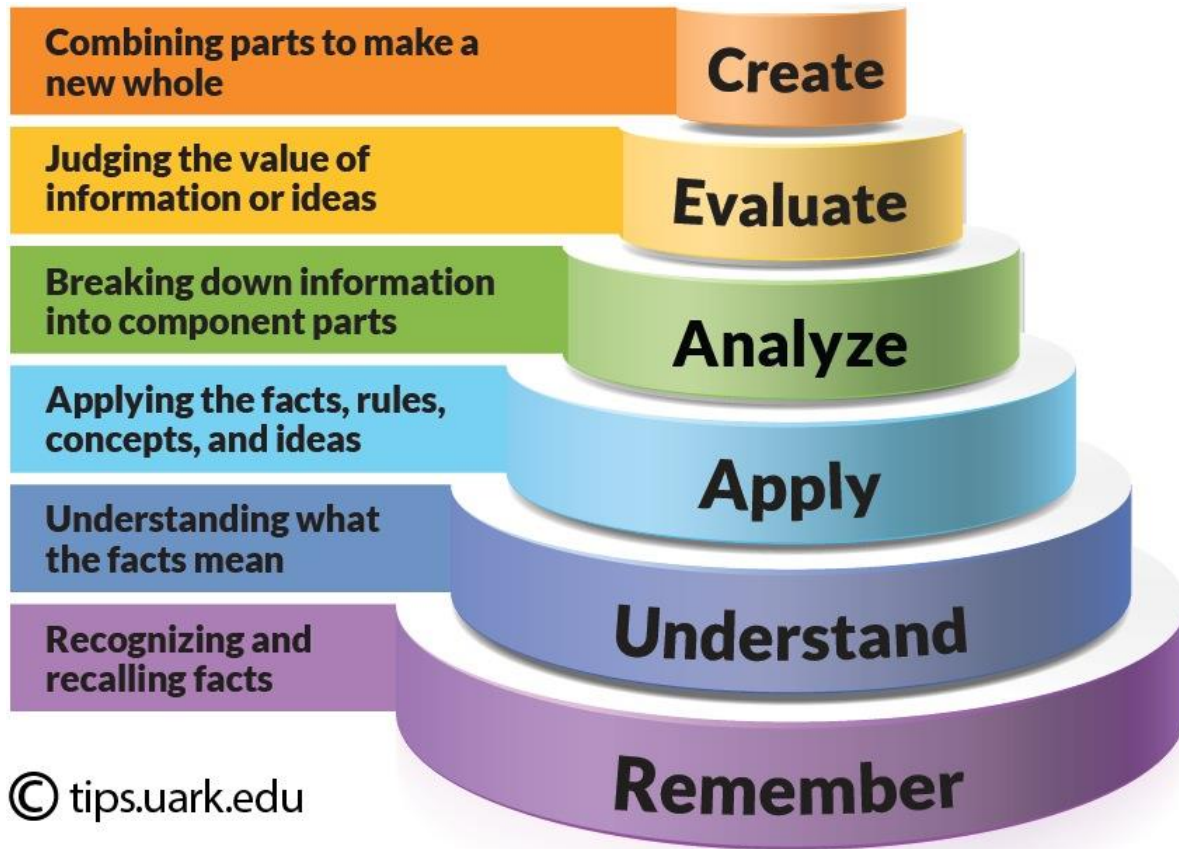 Combining parts to make a
new whole
Create
Judging the value of
information or ideas
Evaluate
Breaking down information
into component parts
Analyze
Applying the facts, rules,
concepts, and ideas
Apply
Understanding what
the facts mean
Understand
Recognizing and
recalling facts
Remember
© tips.uark.edu